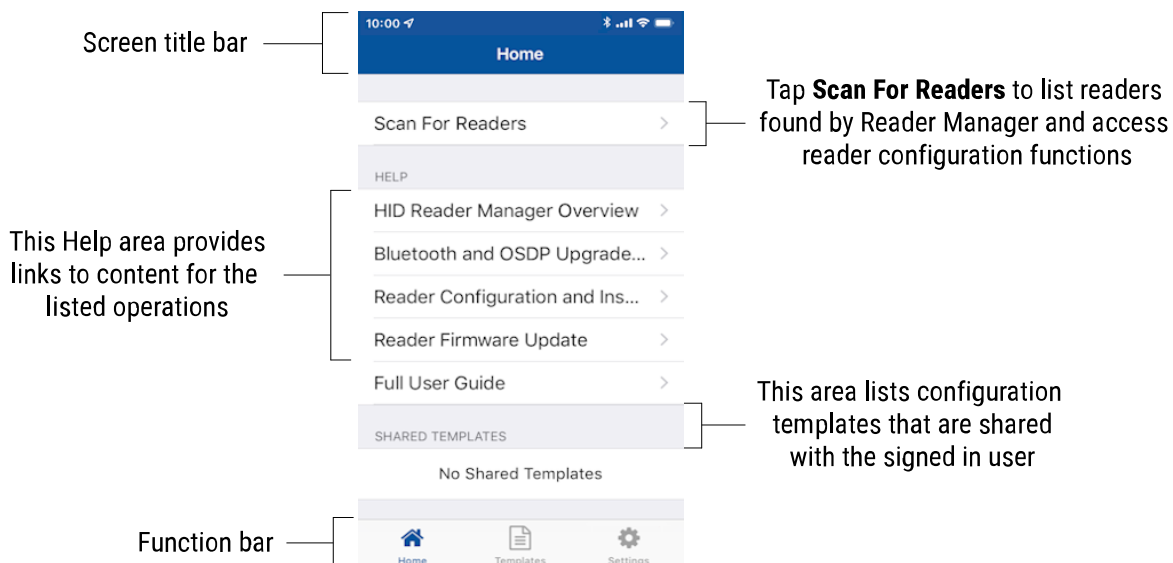 Screen title bar
10:00
Home
Scan For Readers
Tap Scan For Readers to list readers
found by Reader Manager and access
reader configuration functions
HELP
HID Reader Manager Overview
Bluetooth and OSDP Upgrade...
Reader Configuration and Ins...
Reader Firmware Update
Full User Guide
This Help area provides
links to content for the
listed operations
SHARED TEMPLATES
No Shared Templates
This area lists configuration
templates that are shared
with the signed in user
Function bar
Home
Templates
Settings